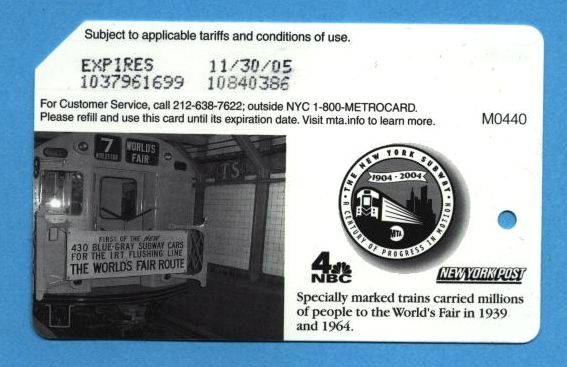 Subject to applicable tariffs and conditions of use.
EXPIRES 11/30/05
1037961699 10840386
For Customer Service, call 212-638-7622; outside NYC 1-800-METROCARD.
Please refill and use this card until its expiration date. Visit mta.info to learn more.
M0440
7
WORLD'S
FAIR
FIRST OF THE NEW
430 BLUE-GRAY SUBWAY CARS
FOR THE IRT FLUSHING LINE
THE WORLD'S FAIR ROUTE
THE NEW YORK SUBWAY
1904-2004
MTA
A CENTURY OF PROGRESS IN MOTION
4
NBC
NEW YORK POST
Specially marked trains carried millions
of people to the World's Fair in 1939
and 1964.